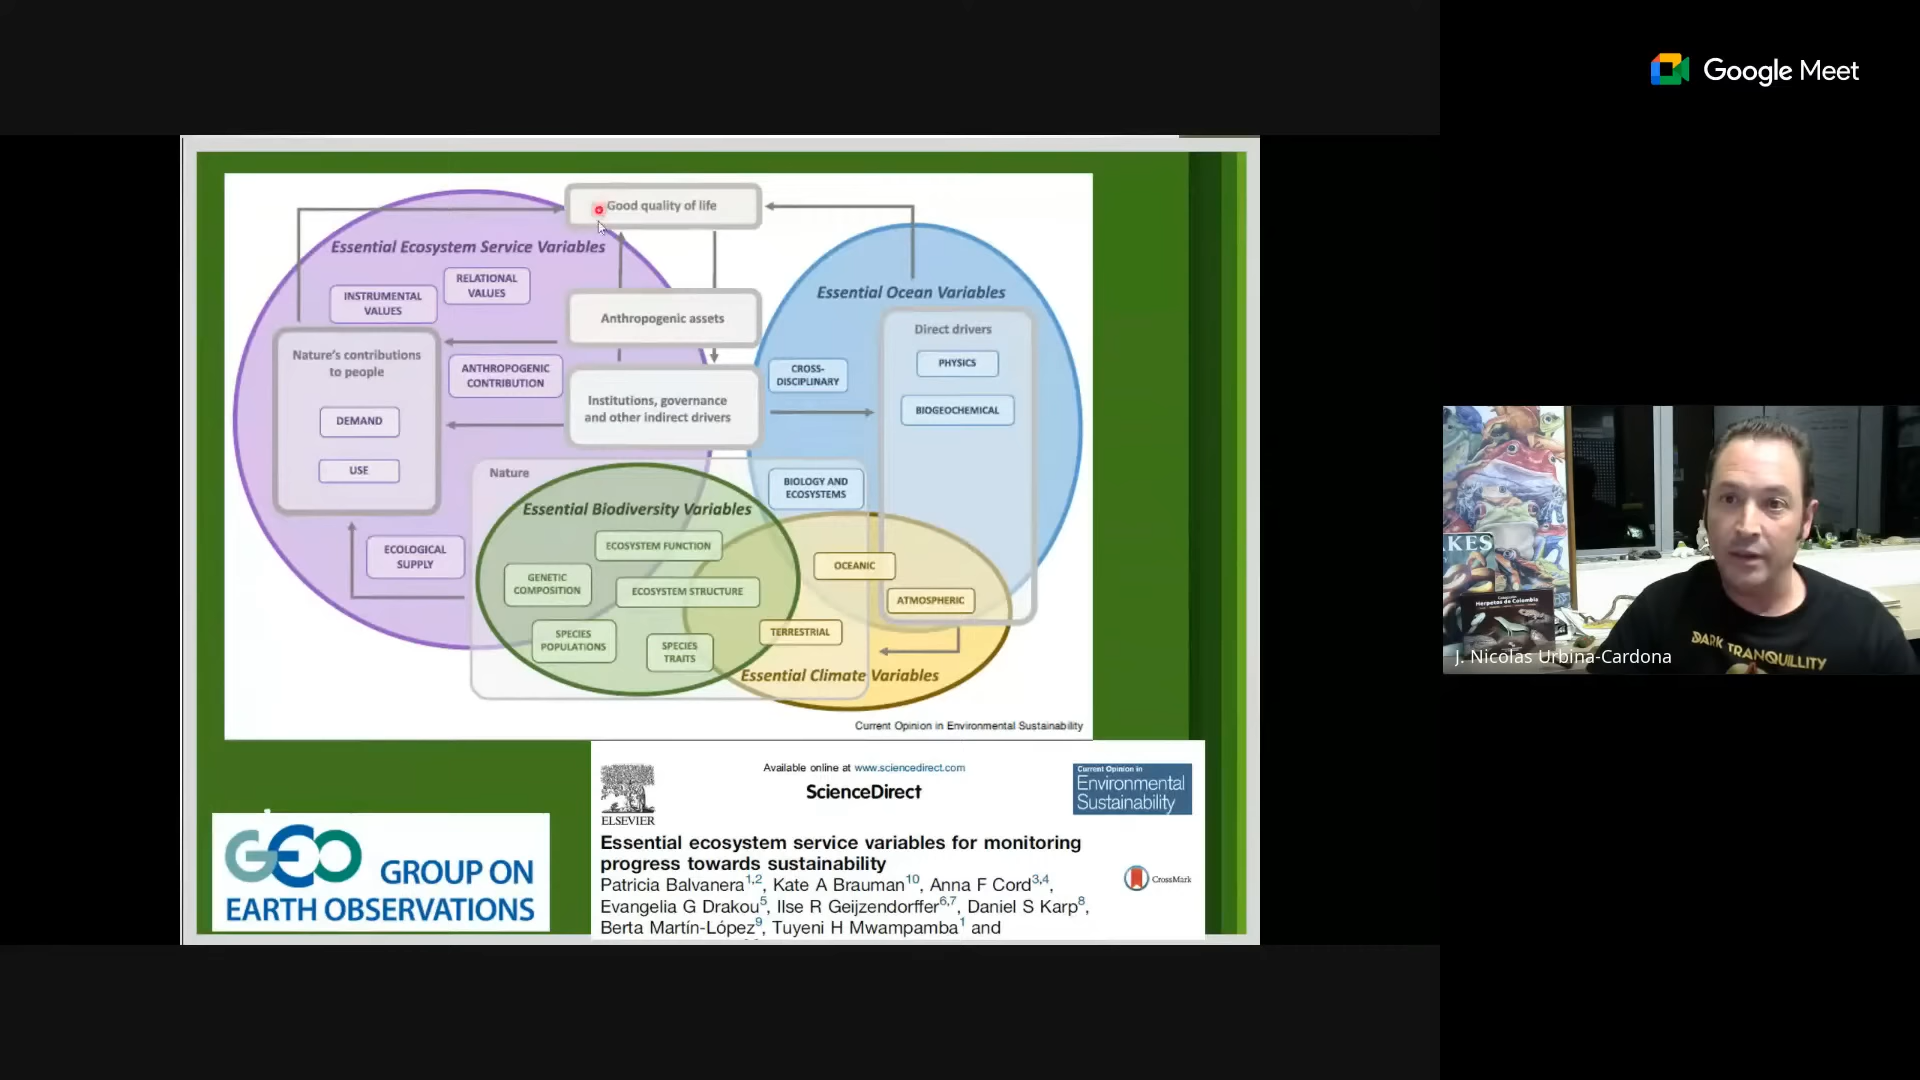 Google Meet
Good quality of life
Essential Ecosystem Service Variables
RELATIONAL
VALUES
INSTRUMENTAL
VALUES
Essential Ocean Variables
Anthropogenic assets
Direct drivers
Nature's contributions
to people
PHYSICS
ANTHROPOGENIC
CONTRIBUTION
CROSS-
DISCIPLINARY
Institutions, governance
and other indirect drivers
BIOGEOCHEMICAL
DEMAND
USE
Nature
BIOLOGY AND
ECOSYSTEMS
Essential Biodiversity Variables
ECOSYSTEM FUNCTION
ECOLOGICAL
SUPPLY
OCEANIC
GENETIC
COMPOSITION
ECOSYSTEM STRUCTURE
ATMOSPHERIC
SPECIES
POPULATIONS
SPECIES
TRAITS
TERRESTRIAL
Essential Climate Variables
Current Opinion in Environmental Sustainability
Available online at www.sciencedirect.com
ScienceDirect
ELSEVIER
Current Opinion in
Environmental
Sustainability
Essential ecosystem service variables for monitoring
progress towards sustainability
Patricia Balvanera1,2, Kate A Brauman10, Anna F Cord3,4,
Evangelia G Drakou5, Ilse R Geijzendorffer6,7, Daniel S Karp8,
Berta Martín-López9, Tuyeni H Mwampamba1 and
CrossMark
GEO GROUP ON
EARTH OBSERVATIONS
KES
Herpetos de Colombia
DARK TRANQUILLITY
J. Nicolas Urbina-Cardona